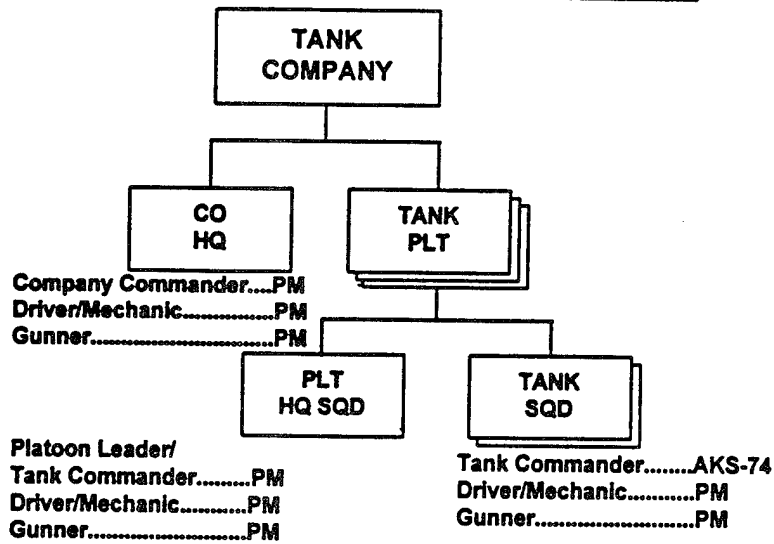 TANK
COMPANY
CO
HQ
TANK
PLT
Company Commander....PM
Driver/Mechanic...............PM
Gunner..............................PM
PLT
HQ SQD
TANK
SQD
Platoon Leader/
Tank Commander.........PM
Driver/Mechanic...........PM
Gunner..........................PM
Tank Commander........AKS-74
Driver/Mechanic...............PM
Gunner..........................PM